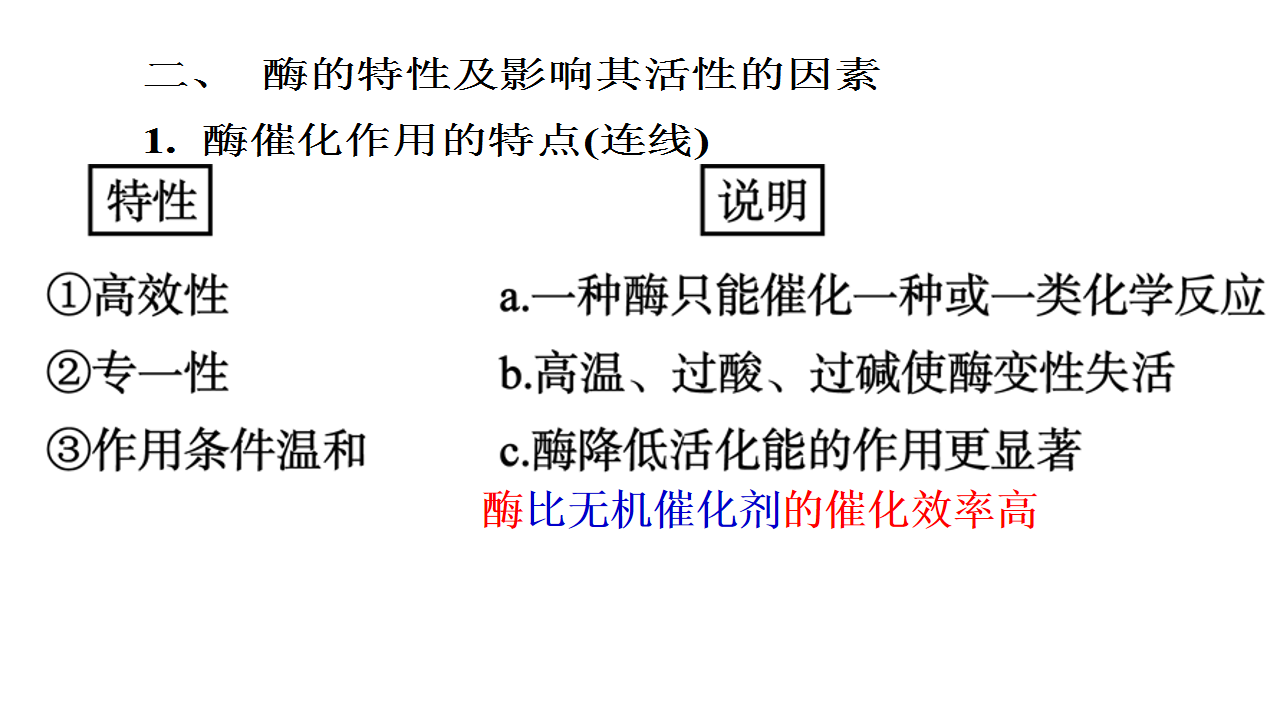 二、 酶的特性及影响其活性的因素
1. 酶催化作用的特点(连线)
特性 说明
①高效性 a.一种酶只能催化一种或一类化学反应
②专一性 b.高温、过酸、过碱使酶变性失活
③作用条件温和 c.酶降低活化能的作用更显著
酶比无机催化剂的催化效率高